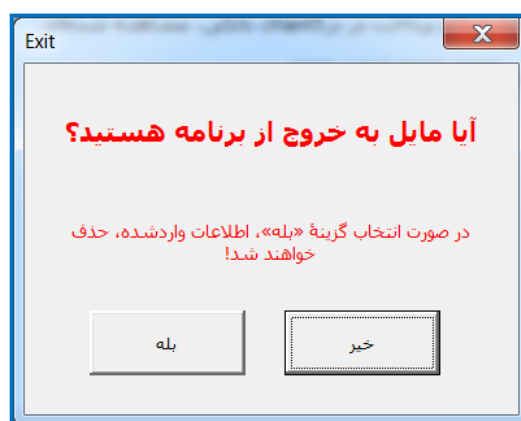 Exit
آیا مایل به خروج از برنامه هستید؟
در صورت انتخاب گزینهٔ «بله»، اطلاعات واردشده، حذف
خواهند شد!
خیر
بله